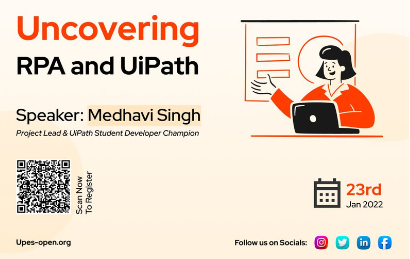 Uncovering
RPA and UiPath
Speaker: Medhavi Singh
Project Lead & UiPath Student Developer Champion
Scan Now
To Register
23rd
Jan 2022
Upes-open.org
Follow us on Socials: